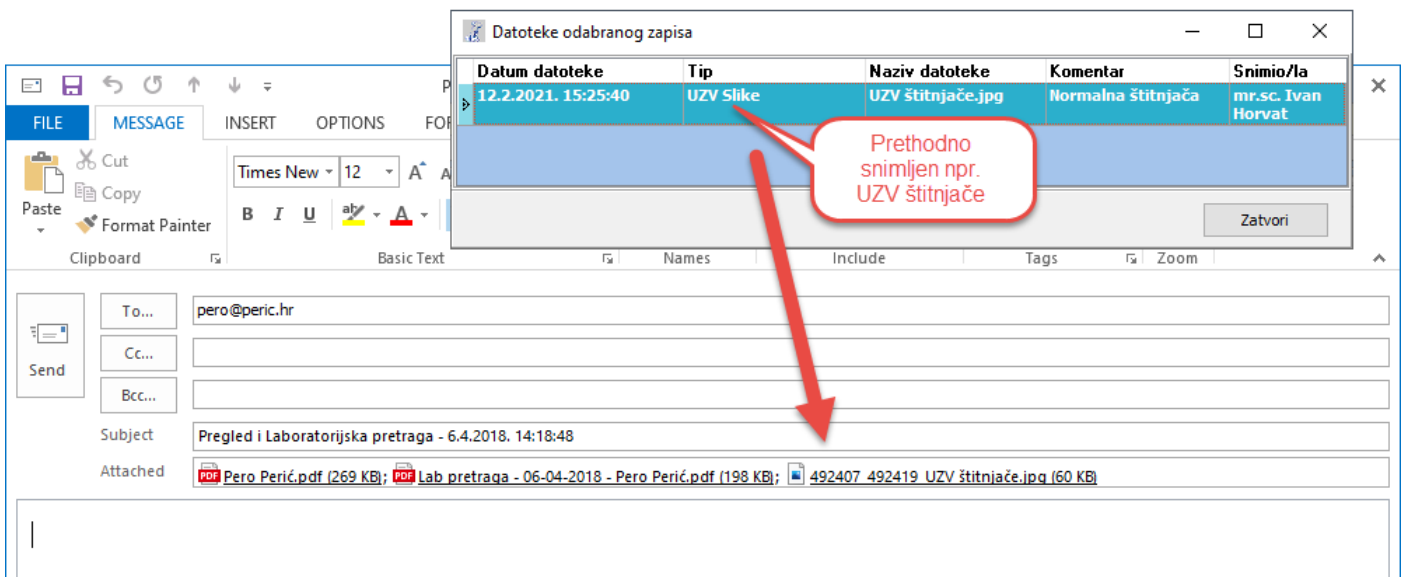 Datoteke odabranog zapisa
Datum datoteke Tip Naziv datoteke Komentar Snimio/la
12.2.2021. 15:25:40 UZV Slike UZV štitnjače.jpg Normalna štitnjača mr.sc. Ivan
Horvat
Prethodno
snimljen npr.
UZV štitnjače
Zatvori
FILE MESSAGE INSERT OPTIONS
Cut
Copy
Format Painter
Paste
Times New 12
B I U
Clipboard Basic Text Names Include Tags Zoom
Send
To... pero@peric.hr
Cc...
Bcc...
Subject Pregled i Laboratorijska pretraga - 6.4.2018. 14:18:48
Attached Pero Perić.pdf (269 KB); Lab pretraga - 06-04-2018 - Pero Perić.pdf (198 KB); 492407_492419_UZV štitnjače.jpg (60 KB)